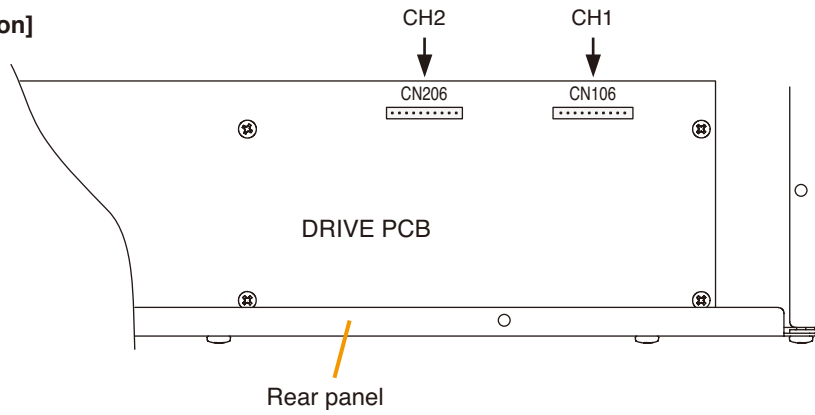 on]
CH2 CH1
CN206 CN106
DRIVE PCB
Rear panel